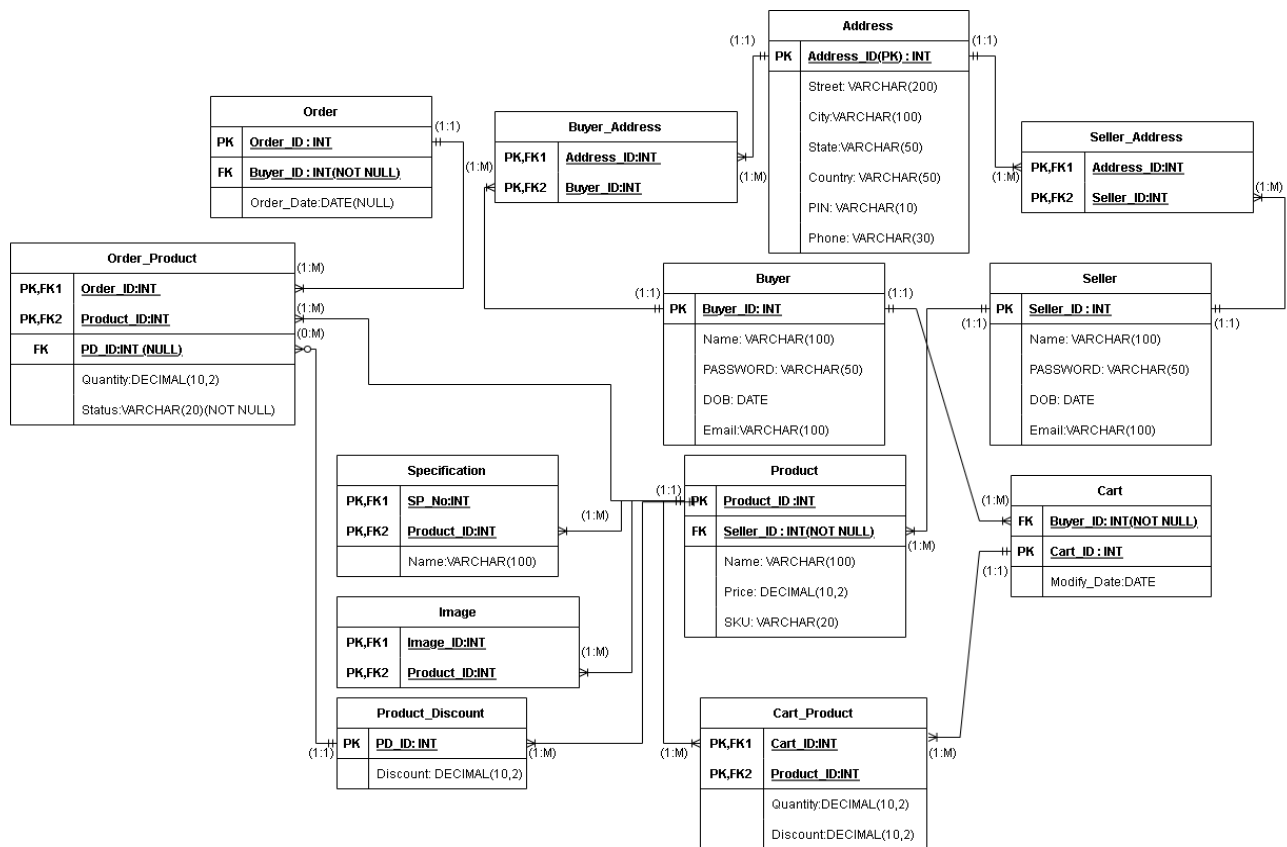 Address
(1:1)
(1:1)
PK Address_ID(PK) : INT
Street: VARCHAR(200)
City:VARCHAR(100)
State:VARCHAR(50)
Country: VARCHAR(50)
PIN: VARCHAR(10)
Phone: VARCHAR(30)
Order
(1:1)
PK Order_ID : INT
FK Buyer_ID : INT(NOT NULL)
Order_Date:DATE(NULL)
Buyer_Address
(1:M)
PK,FK1 Address_ID:INT
PK,FK2 Buyer_ID:INT
(1:M)
Seller_Address
(1:M)
PK,FK1 Address_ID:INT
PK,FK2 Seller_ID:INT
(1:M)
Order_Product
(1:M)
PK,FK1 Order_ID:INT
(1:M)
PK,FK2 Product_ID:INT
(0:M)
FK PD_ID:INT (NULL)
Quantity:DECIMAL(10,2)
Status:VARCHAR(20)(NOT NULL)
Buyer
(1:1)
(1:1)
PK Buyer_ID: INT
Name: VARCHAR(100)
PASSWORD: VARCHAR(50)
DOB: DATE
Email:VARCHAR(100)
Seller
(1:1)
(1:1)
PK Seller_ID : INT
Name: VARCHAR(100)
PASSWORD: VARCHAR(50)
DOB: DATE
Email:VARCHAR(100)
Specification
PK,FK1 SP_No:INT
(1:M)
PK,FK2 Product_ID:INT
Name:VARCHAR(100)
Product
(1:1)
PK Product_ID :INT
FK Seller_ID : INT(NOT NULL)
(1:M)
Name: VARCHAR(100)
Price: DECIMAL(10,2)
SKU: VARCHAR(20)
Cart
(1:M)
FK Buyer_ID: INT(NOT NULL)
PK Cart_ID : INT
(1:1)
Modify_Date:DATE
Image
PK,FK1 Image_ID:INT
(1:M)
PK,FK2 Product_ID:INT
Product_Discount
PK PD_ID: INT
(1:1)
(1:M)
Discount: DECIMAL(10,2)
Cart_Product
PK,FK1 Cart_ID:INT
(1:M)
(1:M)
PK,FK2 Product_ID:INT
Quantity:DECIMAL(10,2)
Discount:DECIMAL(10,2)